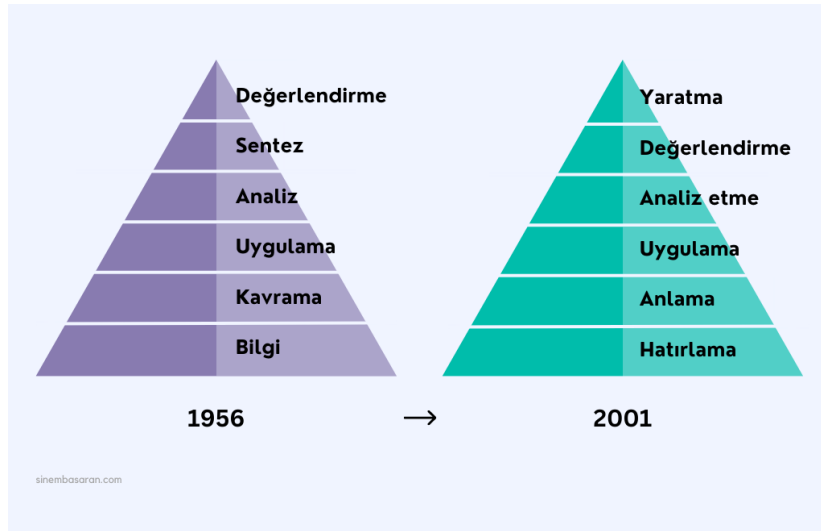 Değerlendirme
Sentez
Analiz
Uygulama
Kavrama
Bilgi
1956
→
Yaratma
Değerlendirme
Analiz etme
Uygulama
Anlama
Hatırlama
2001
sinembasaran.com